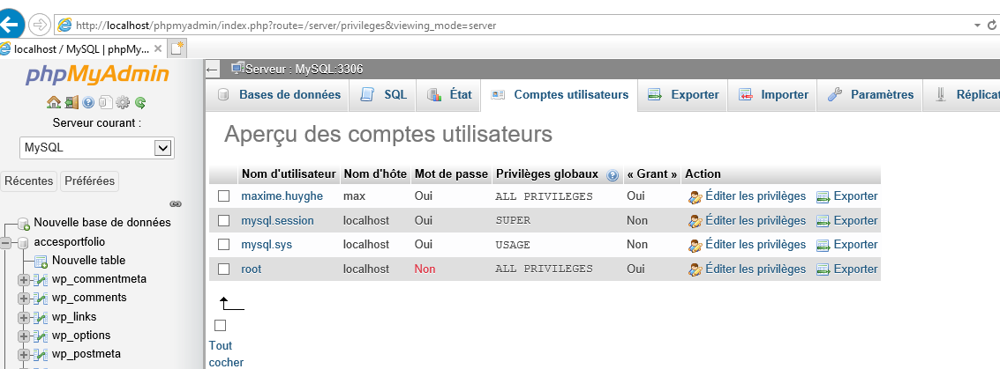 http://localhost/phpmyadmin/index.php?route=/server/privileges&viewing_mode=server
localhost / MySQL | phpMy...
phpMyAdmin
Serveur courant :
MySQL
Récentes Préférées
Nouvelle base de données
accesportfolio
Nouvelle table
wp_commentmeta
wp_comments
wp_links
wp_options
wp_postmeta
Serveur : MySQL:3306
Bases de données SQL État Comptes utilisateurs Exporter Importer Paramètres Réplicat
Aperçu des comptes utilisateurs
Nom d'utilisateur Nom d'hôte Mot de passe Privilèges globaux « Grant » Action
maxime.huyghe max Oui ALL PRIVILEGES Oui Éditer les privilèges Exporter
mysql.session localhost Oui SUPER Non Éditer les privilèges Exporter
mysql.sys localhost Oui USAGE Non Éditer les privilèges Exporter
root localhost Non ALL PRIVILEGES Oui Éditer les privilèges Exporter
Tout
cocher